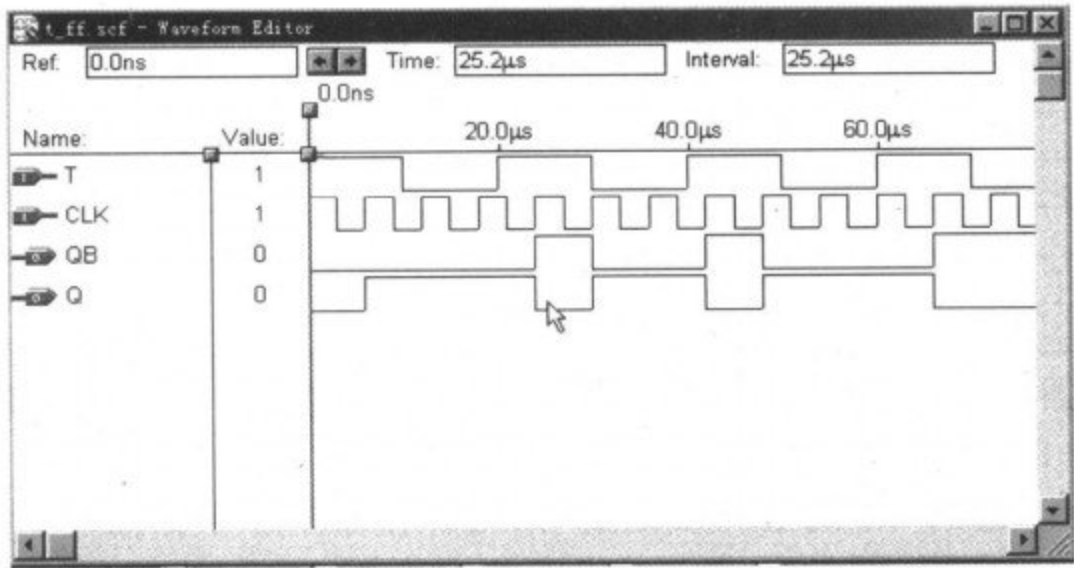 t_ff.scf - Waveform Editor
Ref: 0.0ns Time: 25.2μs Interval: 25.2μs
0.0ns
20.0μs 40.0μs 60.0μs
Name: Value:
T 1
CLK 1
QB 0
Q 0